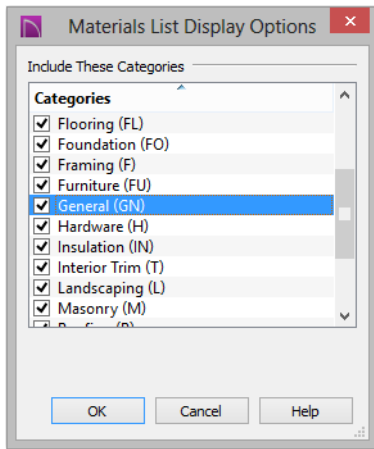 Materials List Display Options
Include These Categories
Categories
Flooring (FL)
Foundation (FO)
Framing (F)
Furniture (FU)
General (GN)
Hardware (H)
Insulation (IN)
Interior Trim (T)
Landscaping (L)
Masonry (M)
OK Cancel Help